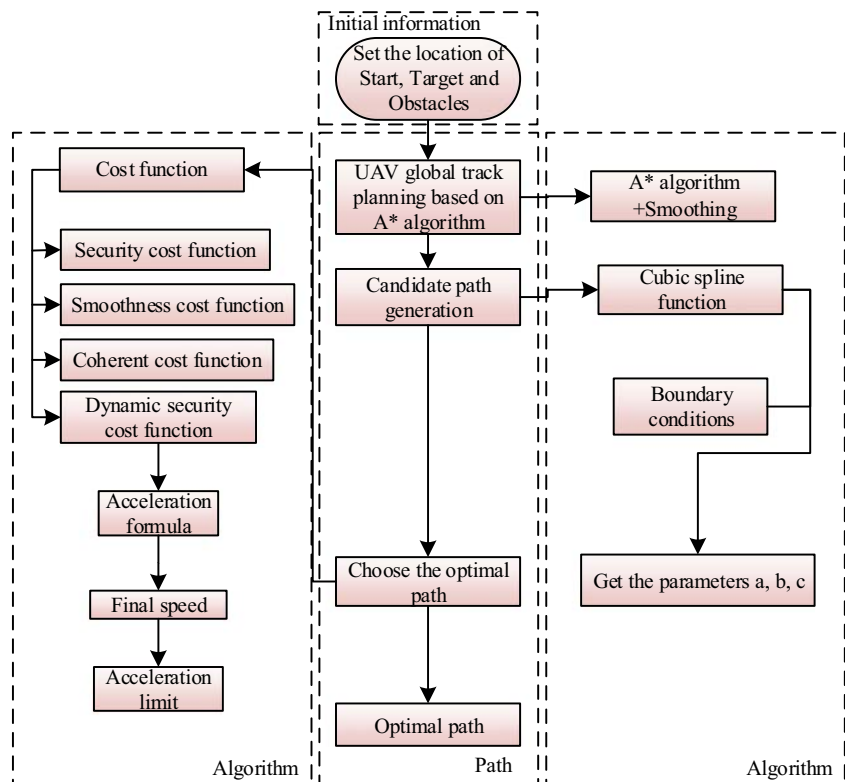 Initial information
Set the location of
Start, Target and
Obstacles
Cost function
Security cost function
Smoothness cost function
Coherent cost function
Dynamic security
cost function
Acceleration
formula
Final speed
Acceleration
limit
Algorithm
UAV global track
planning based on
A* algorithm
Candidate path
generation
Choose the optimal
path
Optimal path
Path
A* algorithm
+Smoothing
Cubic spline
function
Boundary
conditions
Get the parameters a, b, c
Algorithm